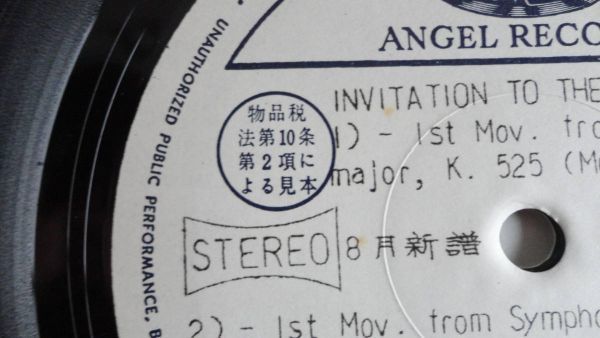 ANGEL RECO
UNAUTHORIZED PUBLIC PERFORMANCE, B
物品税
法第10条
第2項に
よる見本
INVITATION TO THE
1) - 1st Mov. fro
major, K. 525 (M
STEREO 8月新譜
2) - 1st Mov. from Sympho